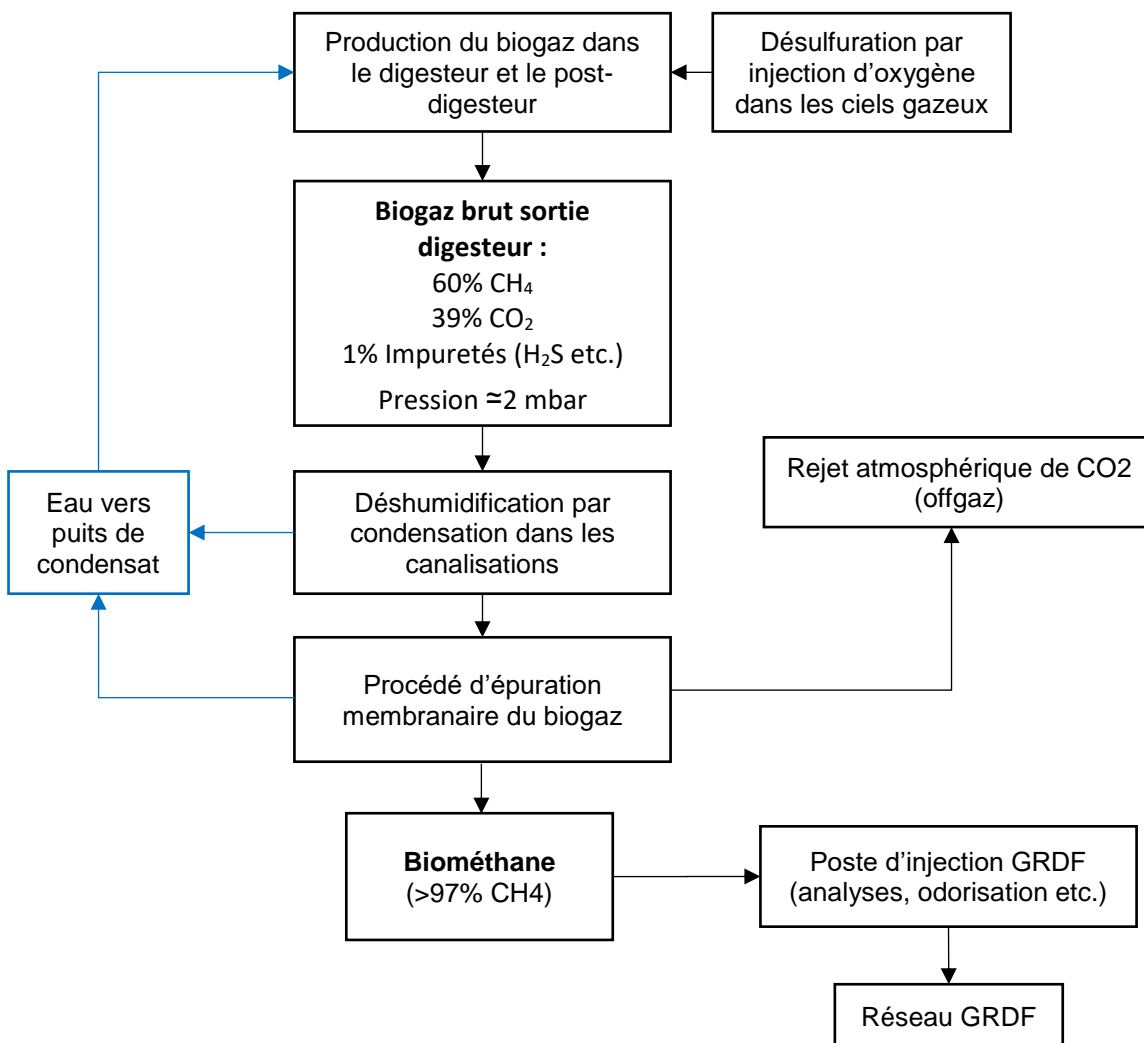 Production du biogaz dans
le digesteur et le post-
digesteur
Désulfuration par
injection d’oxygène
dans les ciels gazeux
Biogaz brut sortie
digesteur :
60% CH₄
39% CO₂
1% Impuretés (H₂S etc.)
Pression ≃2 mbar
Rejet atmosphérique de CO2
(offgaz)
Eau vers
puits de
condensat
Déshumidification par
condensation dans les
canalisations
Procédé d’épuration
membranaire du biogaz
Biométhane
(>97% CH4)
Poste d’injection GRDF
(analyses, odorisation etc.)
Réseau GRDF